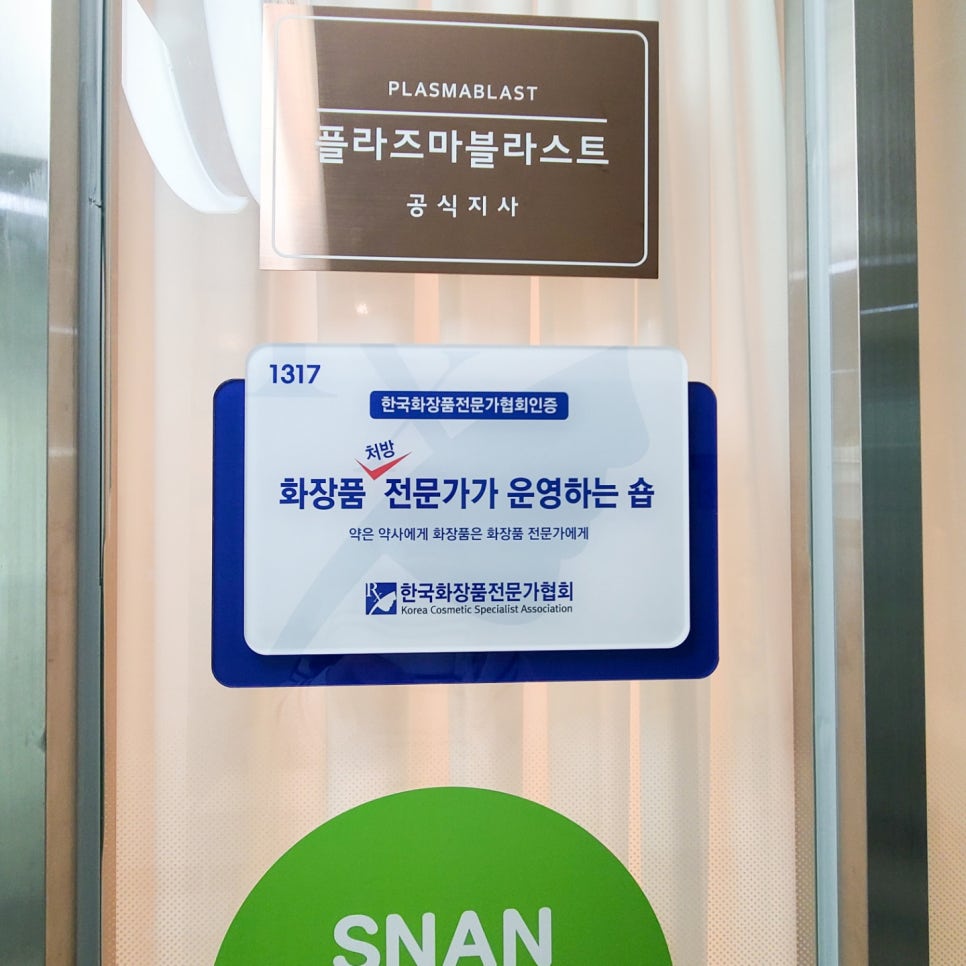 PLASMABLAST
플라즈마블라스트
공식지사
1317
한국화장품전문가협회인증
처방
화장품 전문가가 운영하는 숍
약은 약사에게 화장품은 화장품 전문가에게
Rx 한국화장품전문가협회
Korea Cosmetic Specialist Association
SNAN